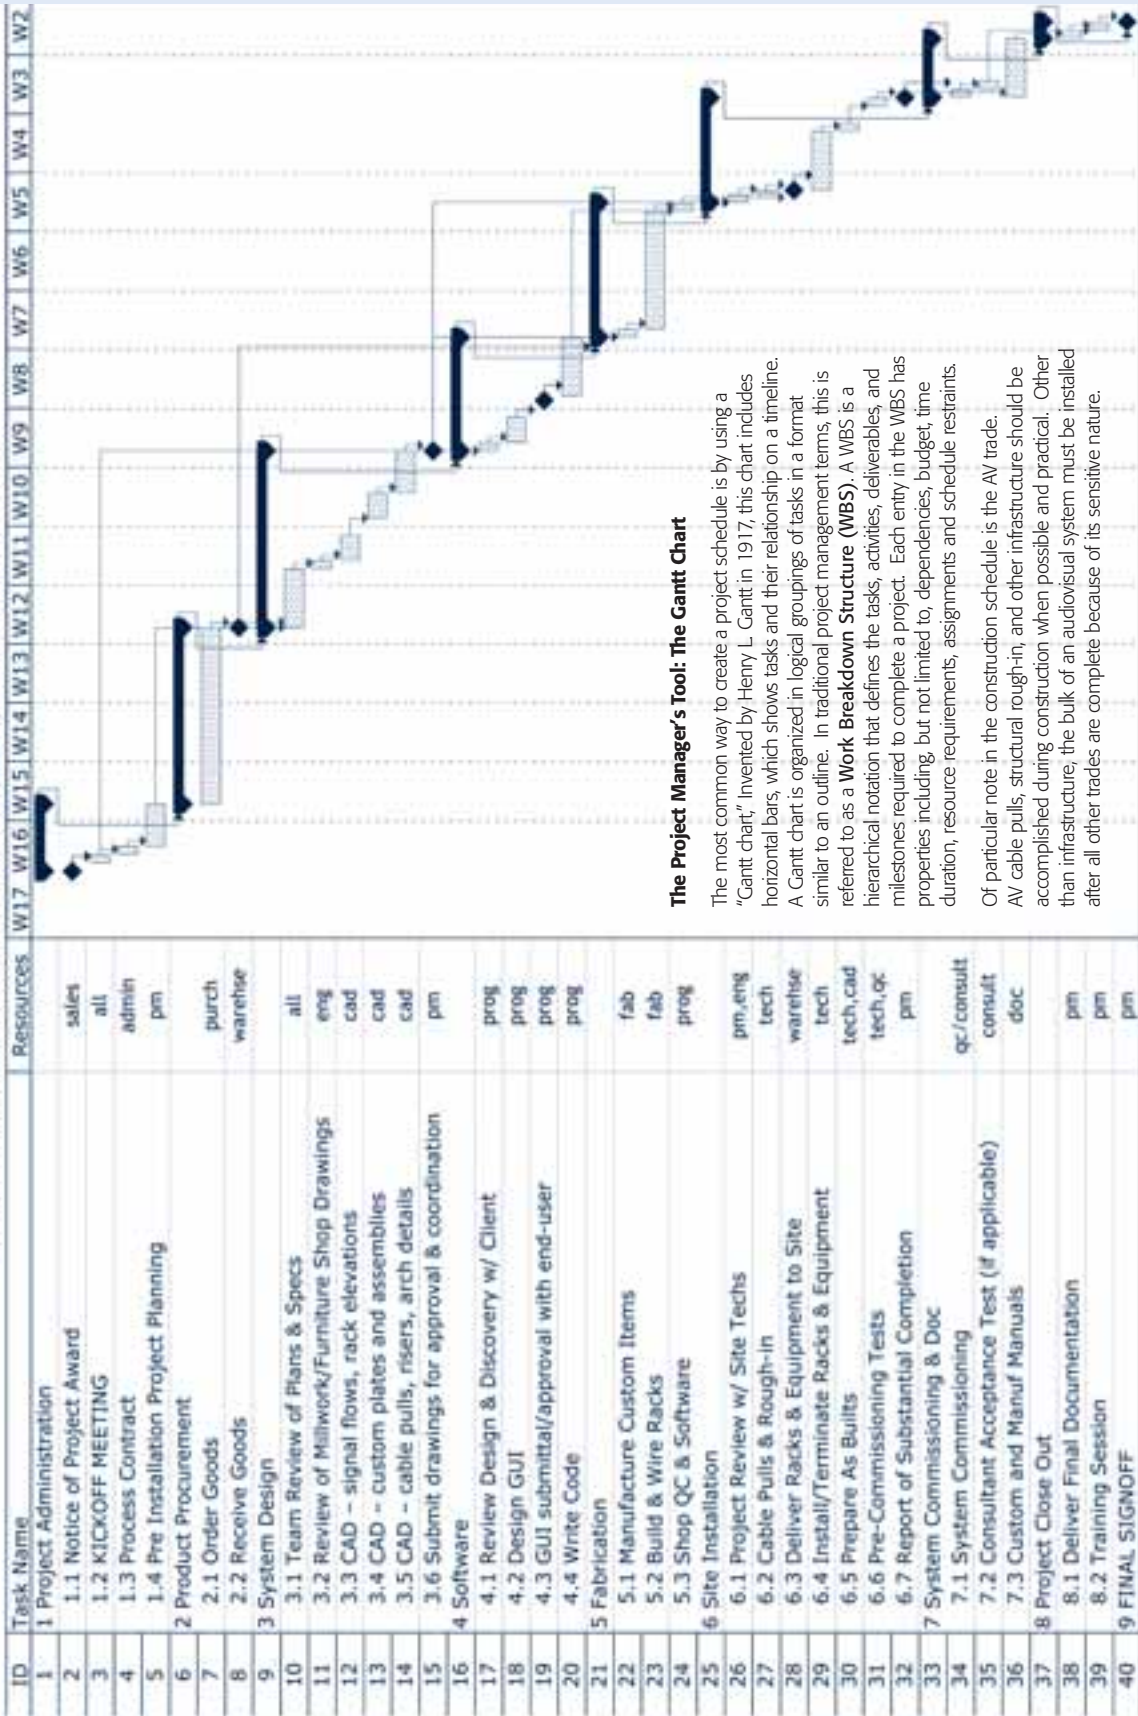 ID Task Name Resources W17 W16 W15 W14 W13 W12 W11 W10 W9 W8 W7 W6 W5 W4 W3 W2
1 1 Project Administration
2 1.1 Notice of Project Award sales
3 1.2 KICKOFF MEETING all
4 1.3 Process Contract admin
5 1.4 Pre Installation Project Planning pm
6 2 Product Procurement
7 2.1 Order Goods purch
8 2.2 Receive Goods warehse
9 3 System Design
10 3.1 Team Review of Plans & Specs all
11 3.2 Review of Millwork/Furniture Shop Drawings eng
12 3.3 CAD – signal flows, rack elevations cad
13 3.4 CAD – custom plates and assemblies cad
14 3.5 CAD – cable pulls, risers, arch details cad
15 3.6 Submit drawings for approval & coordination pm
16 4 Software
17 4.1 Review Design & Discovery w/ Client prog
18 4.2 Design GUI prog
19 4.3 GUI submittal/approval with end-user prog
20 4.4 Write Code prog
21 5 Fabrication
22 5.1 Manufacture Custom Items fab
23 5.2 Build & Wire Racks fab
24 5.3 Shop QC & Software prog
25 6 Site Installation
26 6.1 Project Review w/ Site Techs pm,eng
27 6.2 Cable Pulls & Rough-in tech
28 6.3 Deliver Racks & Equipment to Site warehse
29 6.4 Install/Terminate Racks & Equipment tech
30 6.5 Prepare As Builts tech,cad
31 6.6 Pre-Commissioning Tests tech,qc
32 6.7 Report of Substantial Completion pm
33 7 System Commissioning & Doc
34 7.1 System Commissioning qc/consult
35 7.2 Consultant Acceptance Test (if applicable) consult
36 7.3 Custom and Manuf Manuals doc
37 8 Project Close Out
38 8.1 Deliver Final Documentation pm
39 8.2 Training Session pm
40 9 FINAL SIGNOFF pm
The Project Manager's Tool: The Gantt Chart
The most common way to create a project schedule is by using a
"Gantt chart," Invented by Henry L. Gantt in 1917, this chart includes
horizontal bars, which shows tasks and their relationship on a timeline.
A Gantt chart is organized in logical groupings of tasks in a format
similar to an outline. In traditional project management terms, this is
referred to as a Work Breakdown Structure (WBS). A WBS is a
hierarchical notation that defines the tasks, activities, deliverables, and
milestones required to complete a project. Each entry in the WBS has
properties including, but not limited to, dependencies, budget, time
duration, resource requirements, assignments and schedule restraints.
Of particular note in the construction schedule is the AV trade.
AV cable pulls, structural rough-in, and other infrastructure should be
accomplished during construction when possible and practical. Other
than infrastructure, the bulk of an audiovisual system must be installed
after all other trades are complete because of its sensitive nature.